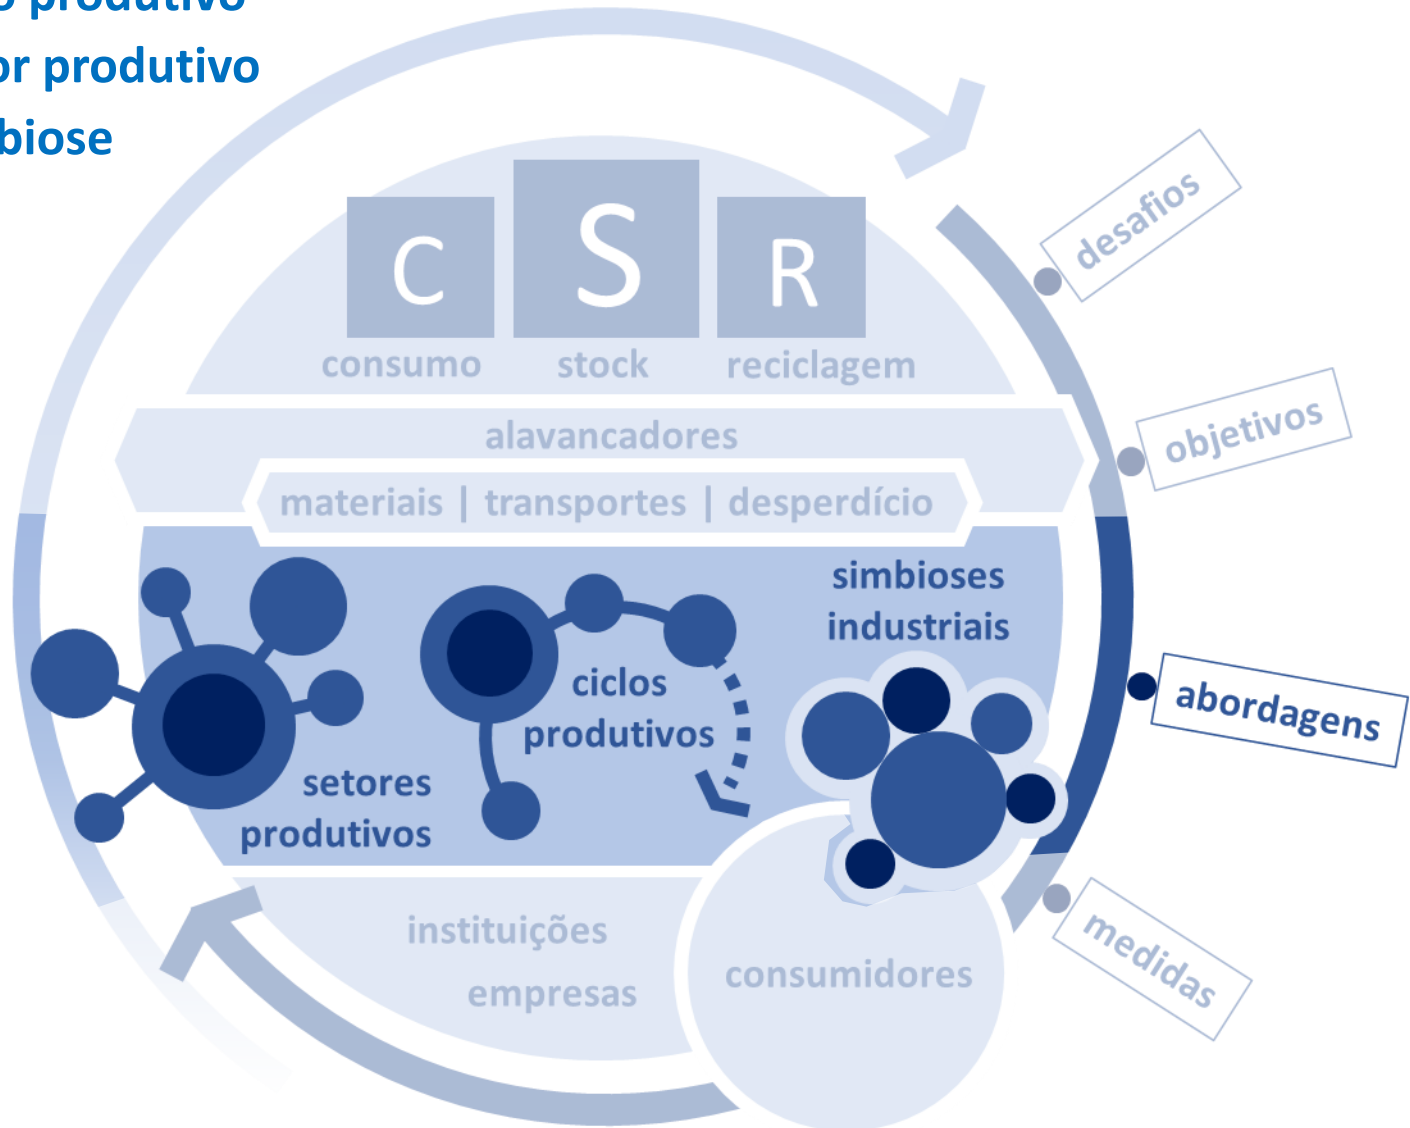 o produtivo
or produtivo
biose
C S R
consumo stock reciclagem
alavancadores
materiais | transportes | desperdício
simbioses
industriais
ciclos
produtivos
setores
produtivos
instituições
empresas
consumidores
desafios
objetivos
abordagens
medidas